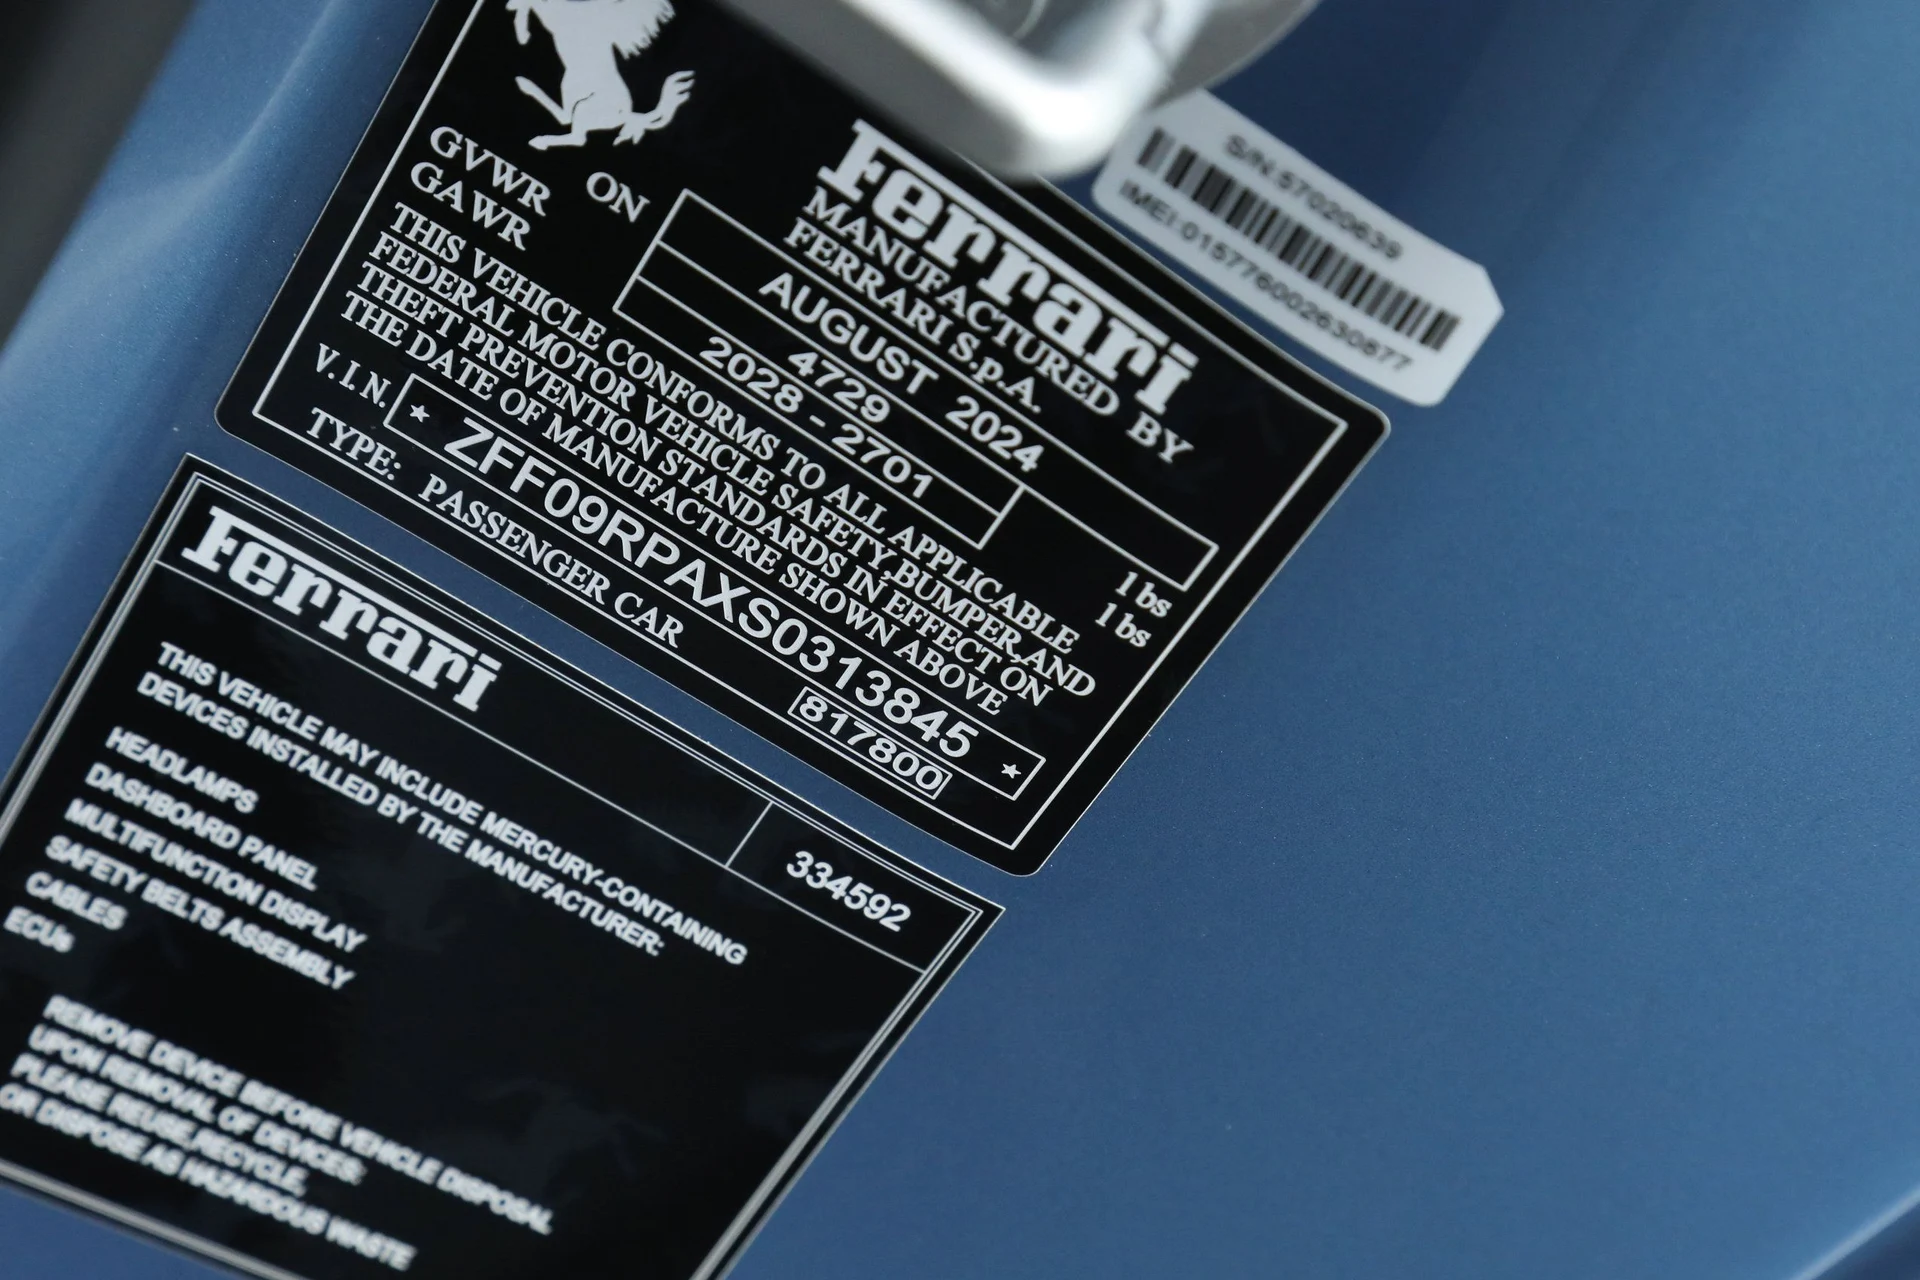 Ferrari
MANUFACTURED BY
FERRARI S.p.A.
ON AUGUST 2024
GVWR 4729 lbs
GAWR 2028 - 2701 lbs
THIS VEHICLE CONFORMS TO ALL APPLICABLE
FEDERAL MOTOR VEHICLE SAFETY,BUMPER,AND
THEFT PREVENTION STANDARDS IN EFFECT ON
THE DATE OF MANUFACTURE SHOWN ABOVE
V.I.N. ★ ZFF09RPAXS0313845 ★
TYPE: PASSENGER CAR 817800
S/N.57020639
IMEI:015776002630677
Ferrari
334592
THIS VEHICLE MAY INCLUDE MERCURY-CONTAINING
DEVICES INSTALLED BY THE MANUFACTURER:
HEADLAMPS
DASHBOARD PANEL
MULTIFUNCTION DISPLAY
SAFETY BELTS ASSEMBLY
CABLES
ECUs
REMOVE DEVICE BEFORE VEHICLE DISPOSAL
UPON REMOVAL OF DEVICES:
PLEASE REUSE,RECYCLE,
OR DISPOSE AS HAZARDOUS WASTE